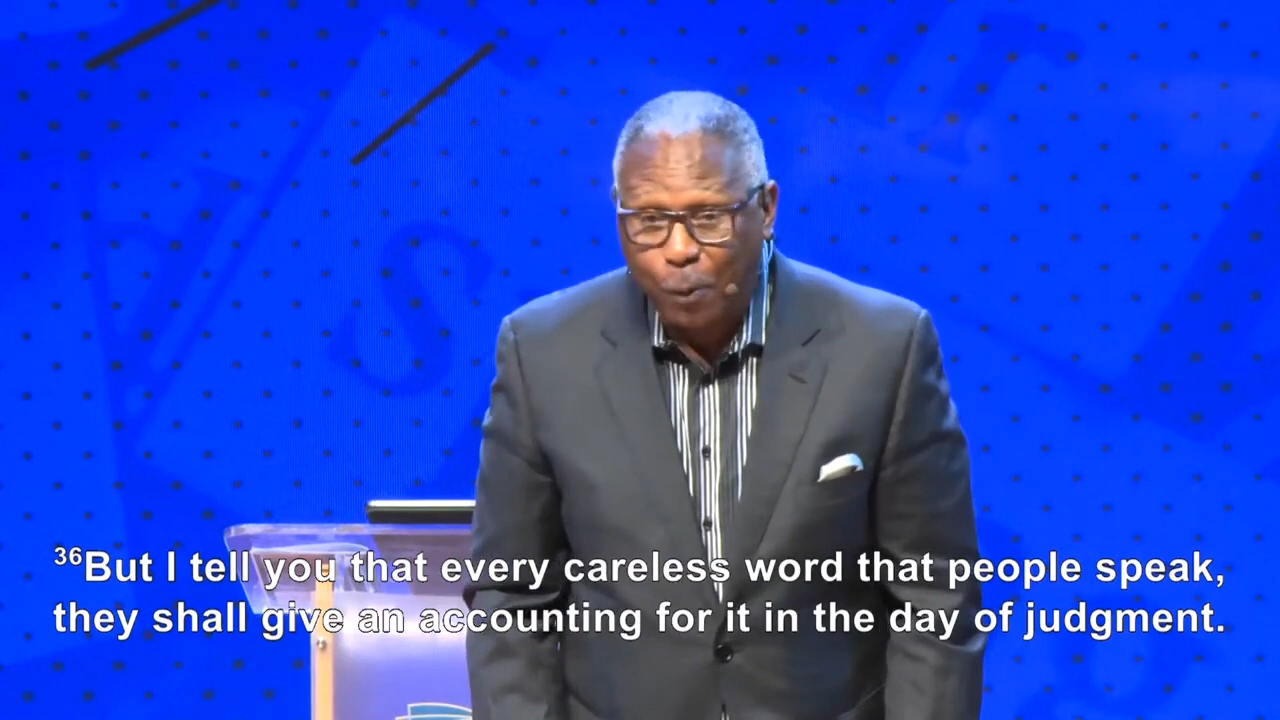 ³⁶But I tell you that every careless word that people speak,
they shall give an accounting for it in the day of judgment.